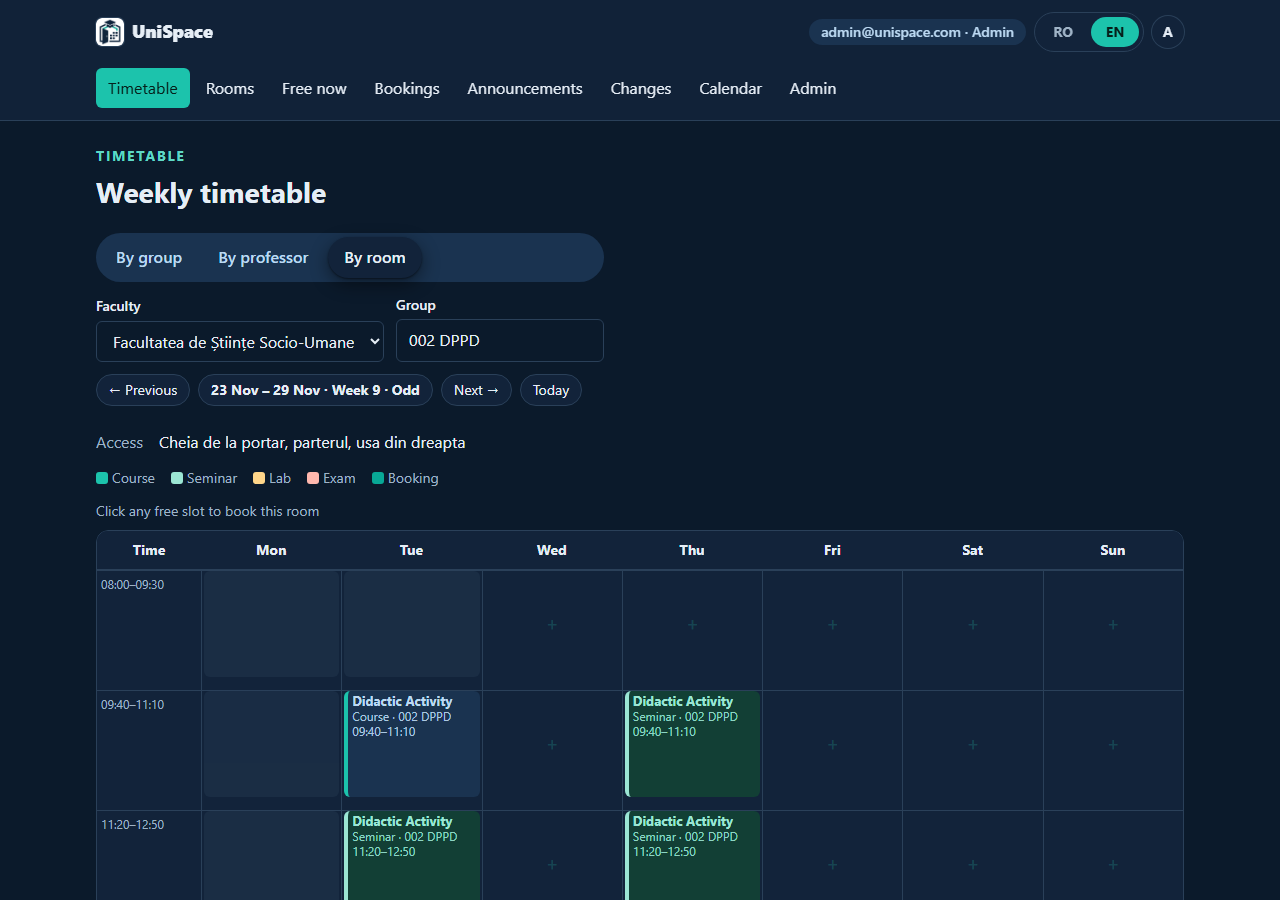 UniSpace
admin@unispace.com · Admin
RO
EN
A
Timetable
Rooms
Free now
Bookings
Announcements
Changes
Calendar
Admin
TIMETABLE
Weekly timetable
By group
By professor
By room
Faculty
Group
Facultatea de Științe Socio-Umane
002 DPPD
← Previous
23 Nov – 29 Nov · Week 9 · Odd
Next →
Today
Access Cheia de la portar, parterul, usa din dreapta
Course
Seminar
Lab
Exam
Booking
Click any free slot to book this room
Time
Mon
Tue
Wed
Thu
Fri
Sat
Sun
08:00–09:30
+
+
+
+
+
09:40–11:10
Didactic Activity
Course · 002 DPPD
09:40–11:10
+
Didactic Activity
Seminar · 002 DPPD
09:40–11:10
+
+
+
11:20–12:50
Didactic Activity
Seminar · 002 DPPD
11:20–12:50
+
Didactic Activity
Seminar · 002 DPPD
11:20–12:50
+
+
+